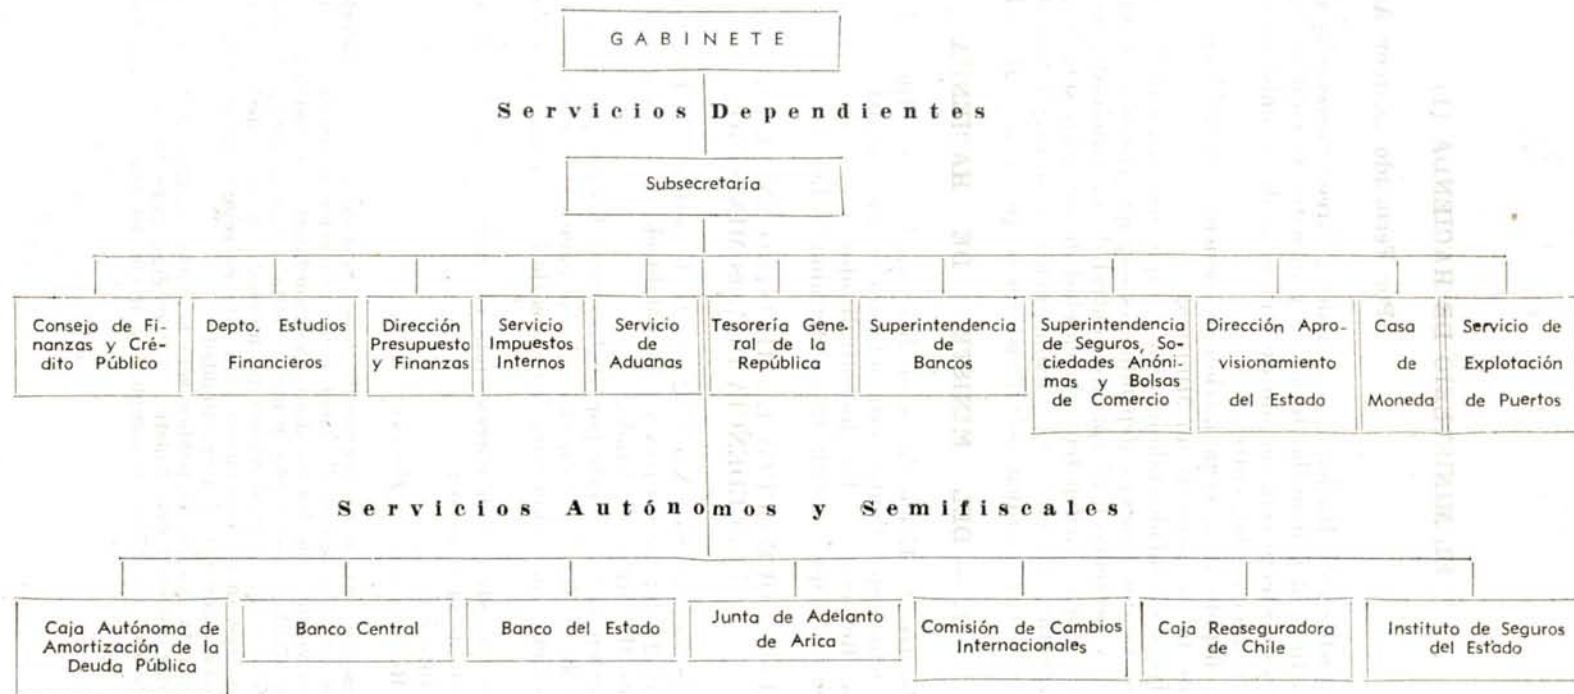 GABINETE
Servicios Dependientes
Subsecretaría
Consejo de Fi-
nanzas y Cré-
dito Público
Depto. Estudios
Financieros
Dirección
Presupuesto
y Finanzas
Servicio
Impuestos
Internos
Servicio
de
Aduanas
Tesorería Gene-
ral de la
República
Superintendencia
de
Bancos
Superintendencia
de Seguros, So-
ciedades Anóni-
mas y Bolsas
de Comercio
Dirección Apro-
visionamiento
del Estado
Casa
de
Moneda
Servicio de
Explotación
de Puertos
Servicios Autónomos y Semifiscales
Caja Autónoma de
Amortización de la
Deuda Pública
Banco Central
Banco del Estado
Junta de Adelanto
de Arica
Comisión de Cambios
Internacionales
Caja Reaseguradora
de Chile
Instituto de Seguros
del Estado